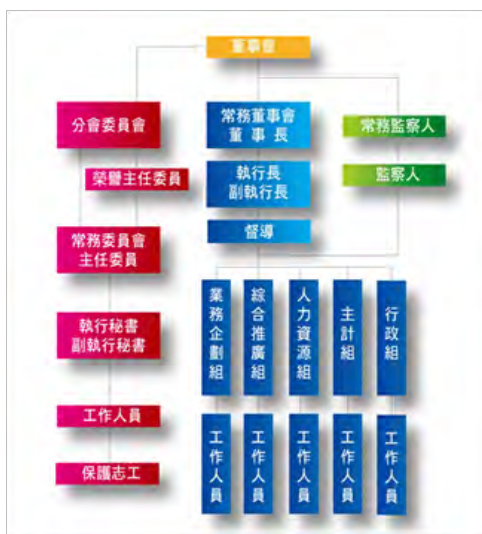 董事會
分會委員會
常務董事會
董事長
常務監察人
榮譽主任委員
執行長
副執行長
監察人
常務委員會
主任委員
督導
執行秘書
副執行秘書
業務企劃組
綜合推廣組
人力資源組
主計組
行政組
工作人員
保護志工
工作人員
工作人員
工作人員
工作人員
工作人員